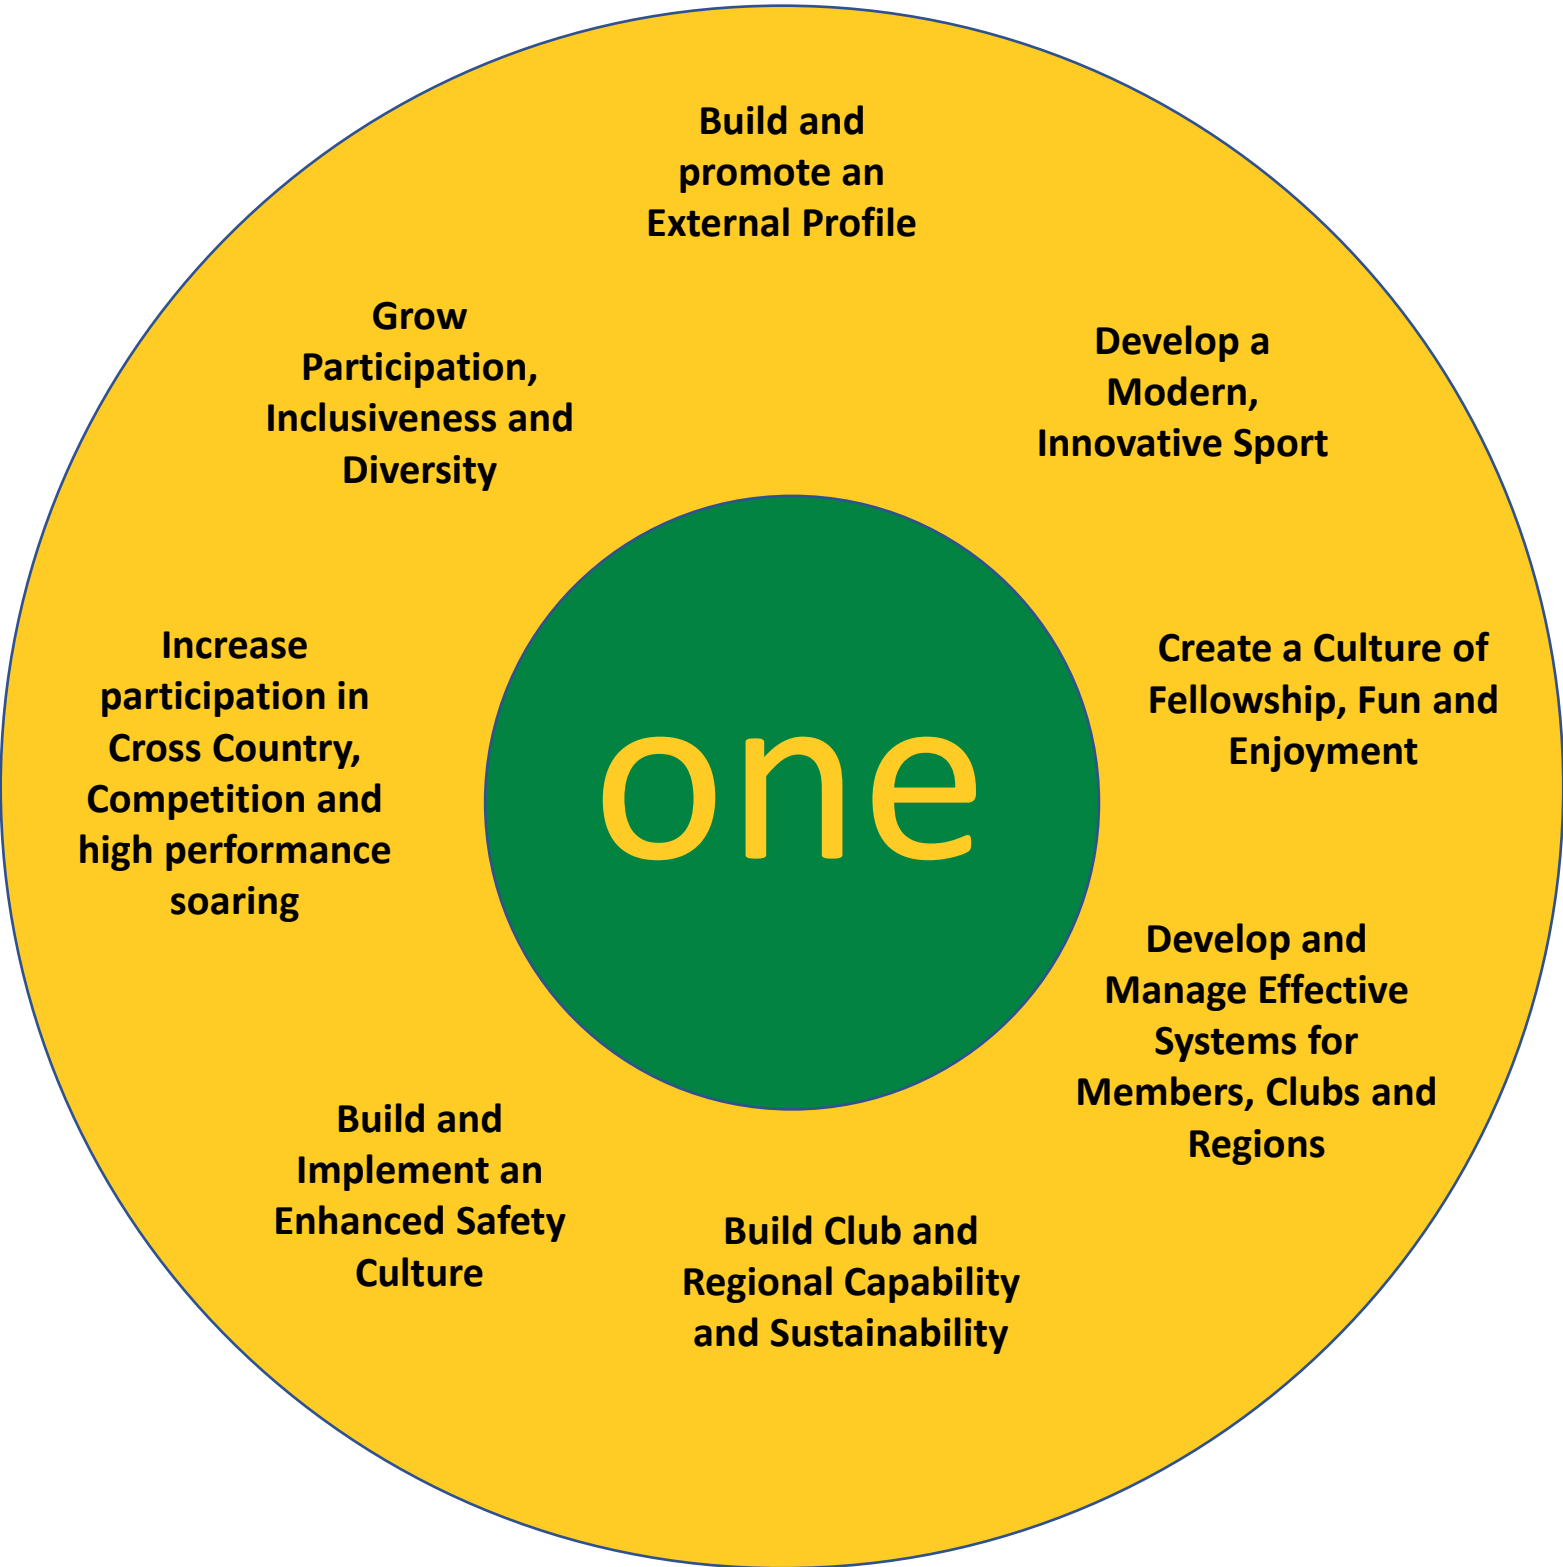 Build and
promote an
External Profile
Develop a
Modern,
Innovative Sport
Create a Culture of
Fellowship, Fun and
Enjoyment
Develop and
Manage Effective
Systems for
Members, Clubs and
Regions
Build Club and
Regional Capability
and Sustainability
Build and
Implement an
Enhanced Safety
Culture
Increase
participation in
Cross Country,
Competition and
high performance
soaring
Grow
Participation,
Inclusiveness and
Diversity
one